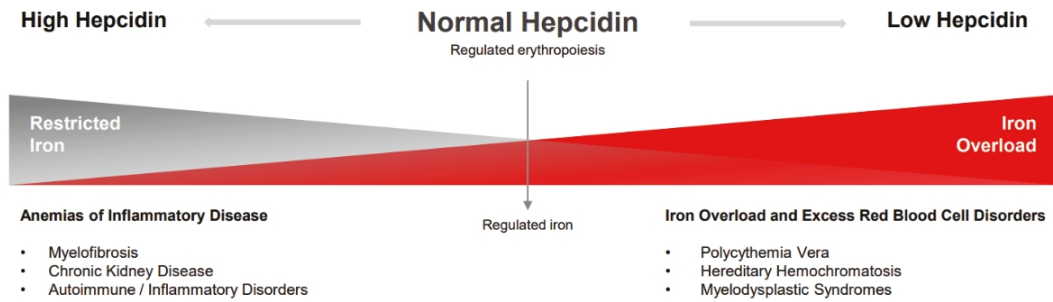 High Hepcidin
Normal Hepcidin
Low Hepcidin
Regulated erythropoiesis
Restricted
Iron
Iron
Overload
Anemias of Inflammatory Disease
• Myelofibrosis
• Chronic Kidney Disease
• Autoimmune / Inflammatory Disorders
Regulated iron
Iron Overload and Excess Red Blood Cell Disorders
• Polycythemia Vera
• Hereditary Hemochromatosis
• Myelodysplastic Syndromes